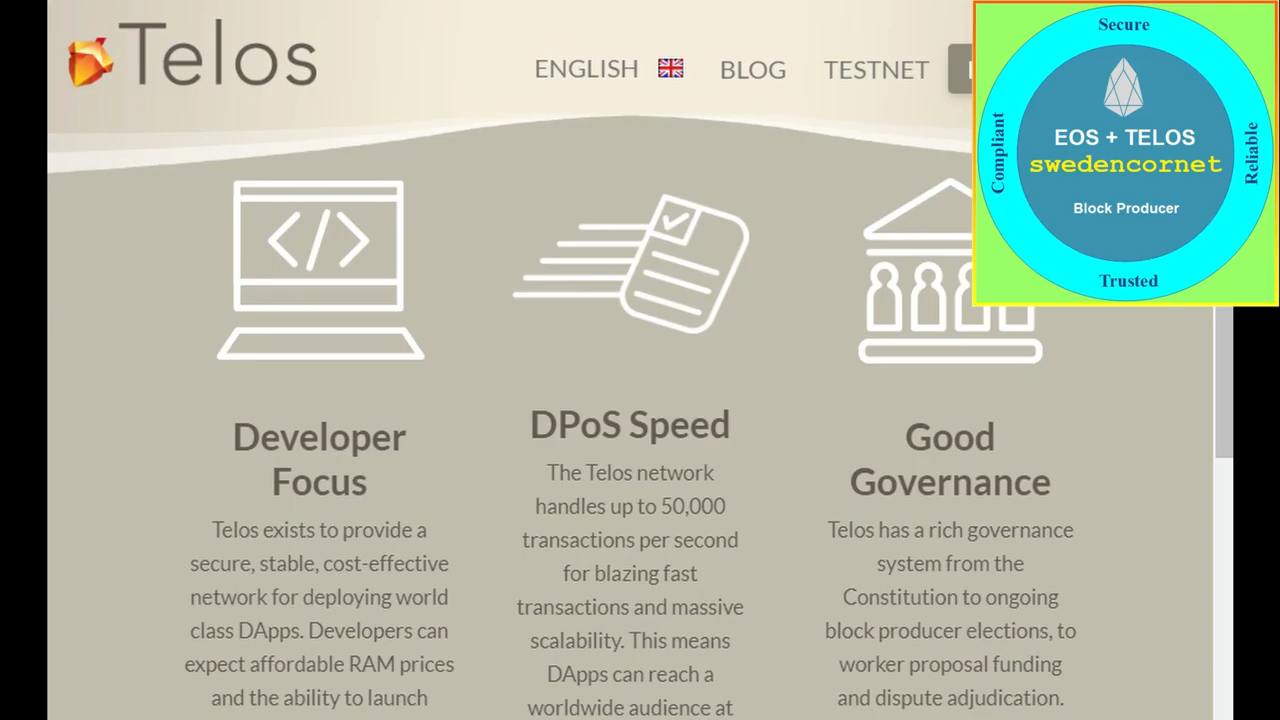 Telos
ENGLISH BLOG TESTNET
Secure
Compliant
EOS + TELOS
swedencornet
Block Producer
Reliable
Trusted
Developer
Focus
Telos exists to provide a
secure, stable, cost-effective
network for deploying world
class DApps. Developers can
expect affordable RAM prices
and the ability to launch
DPoS Speed
The Telos network
handles up to 50,000
transactions per second
for blazing fast
transactions and massive
scalability. This means
DApps can reach a
worldwide audience at
Good
Governance
Telos has a rich governance
system from the
Constitution to ongoing
block producer elections, to
worker proposal funding
and dispute adjudication.